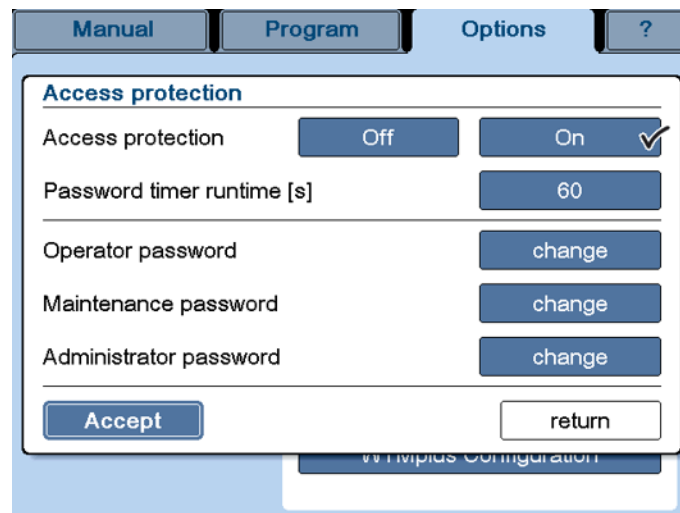 Manual Program Options ?
Access protection
Access protection Off On
Password timer runtime [s] 60
Operator password change
Maintenance password change
Administrator password change
Accept return
Configuration